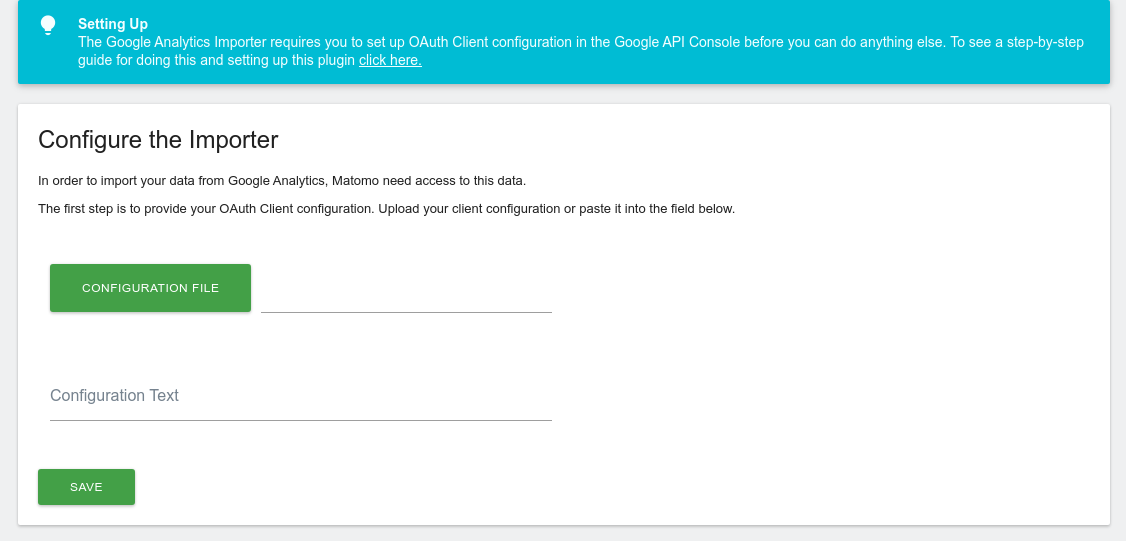 Setting Up
The Google Analytics Importer requires you to set up OAuth Client configuration in the Google API Console before you can do anything else. To see a step-by-step
guide for doing this and setting up this plugin click here.
Configure the Importer
In order to import your data from Google Analytics, Matomo need access to this data.
The first step is to provide your OAuth Client configuration. Upload your client configuration or paste it into the field below.
CONFIGURATION FILE
Configuration Text
SAVE